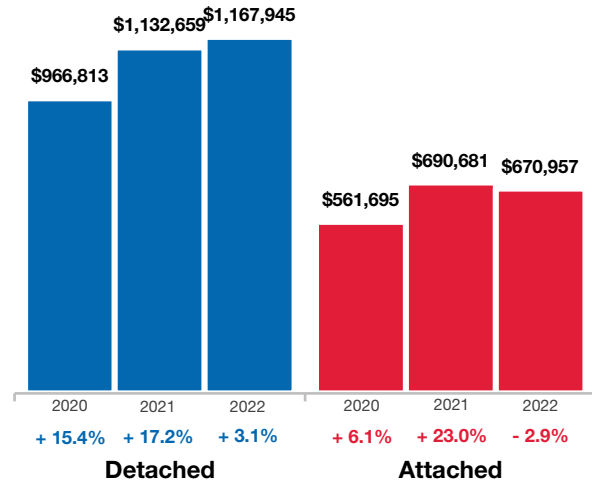 $966,813
$1,132,659
$1,167,945
$561,695
$690,681
$670,957
2020 2021 2022 2020 2021 2022
+ 15.4% + 17.2% + 3.1% + 6.1% + 23.0% - 2.9%
Detached Attached